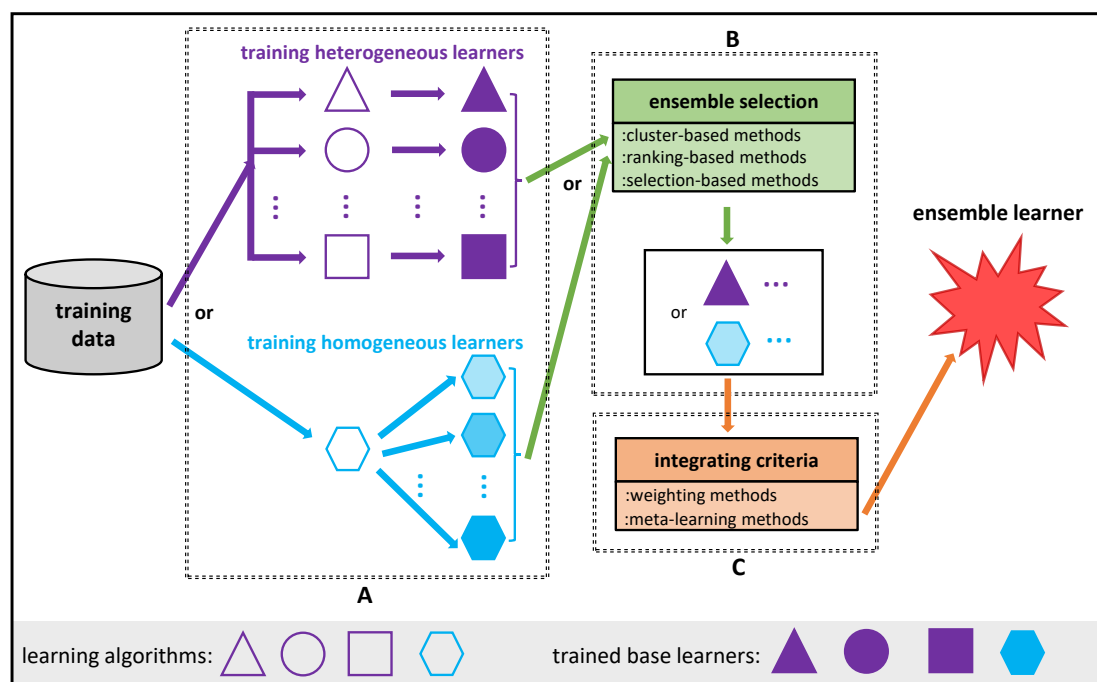 training heterogeneous learners
B
ensemble selection
:cluster-based methods
:ranking-based methods
:selection-based methods
or
ensemble learner
training
data
or
or
training homogeneous learners
integrating criteria
:weighting methods
:meta-learning methods
C
A
learning algorithms:
trained base learners: